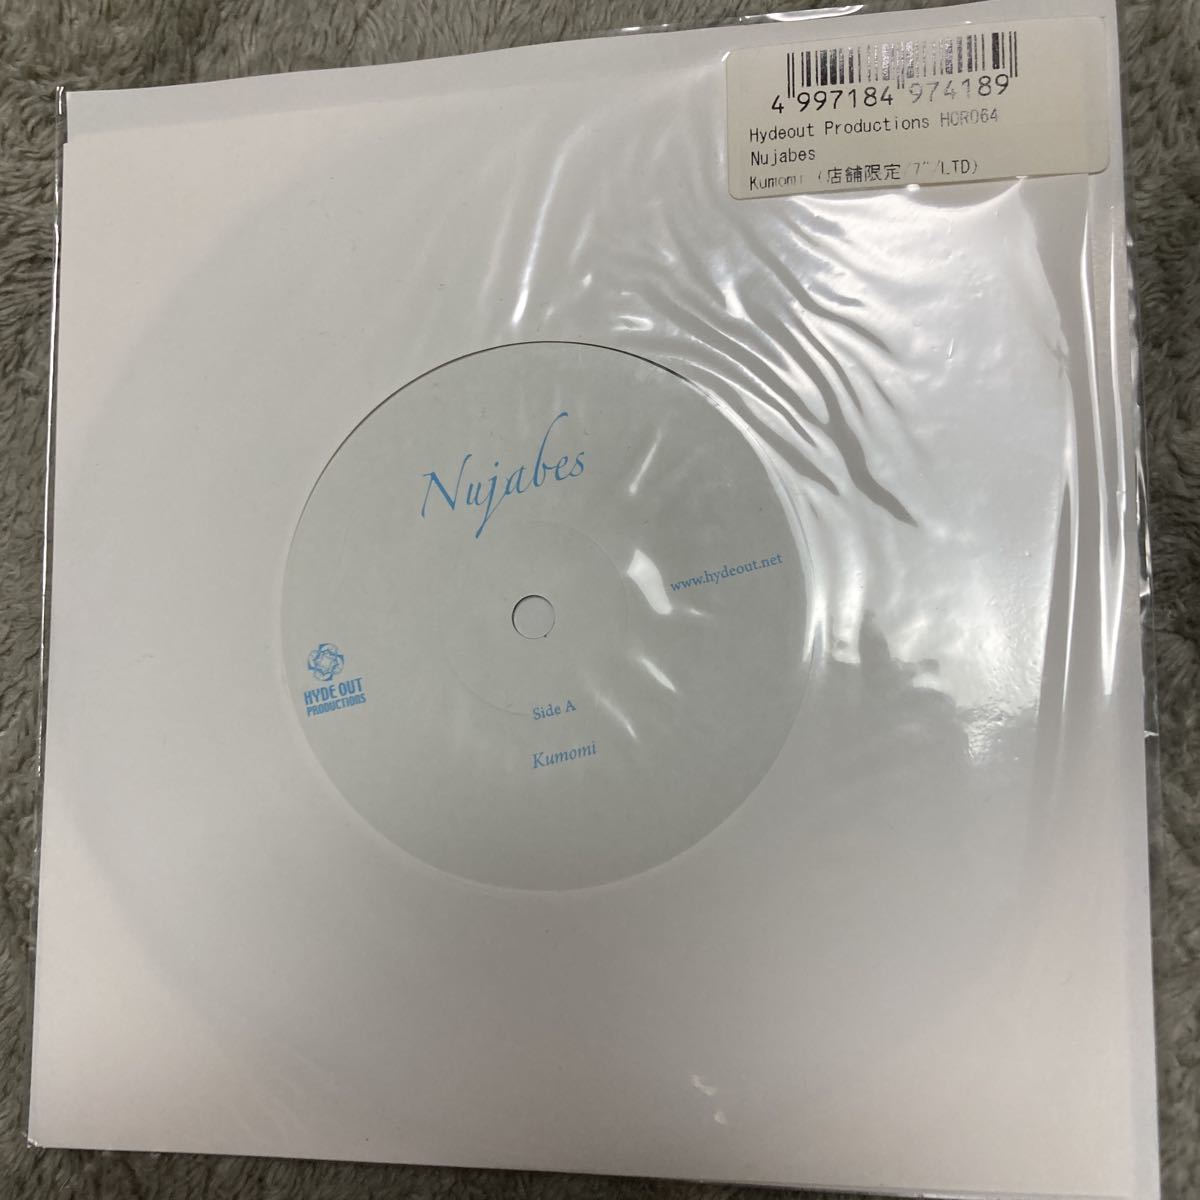 4 997184 974189
Hydeout Productions HOR064
Nujabes
Kumomi (店舗限定/7"/LTD)
Nujabes
www.hydeout.net
HYDE OUT
PRODUCTIONS
Side A
Kumomi